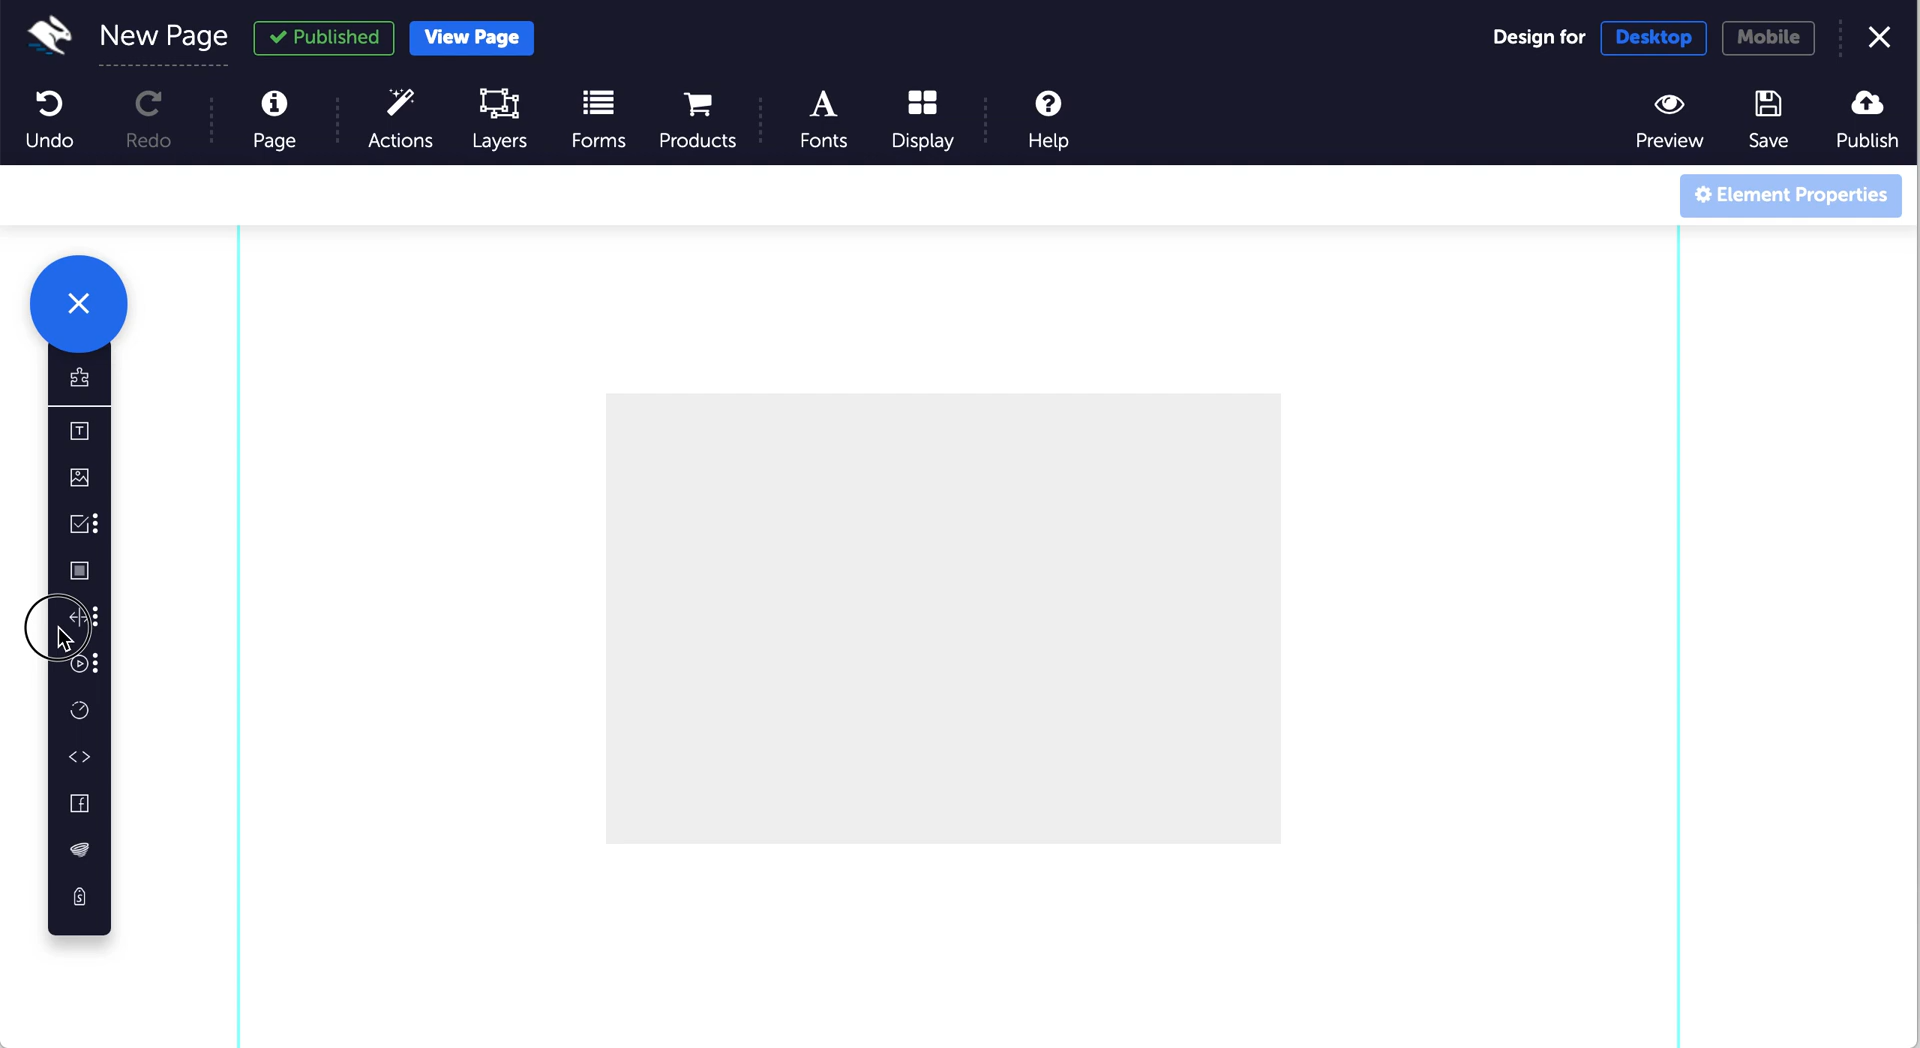 New Page
Published
View Page
Design for
Desktop
Mobile
Undo
Redo
Page
Actions
Layers
Forms
Products
Fonts
Display
Help
Preview
Save
Publish
Element Properties